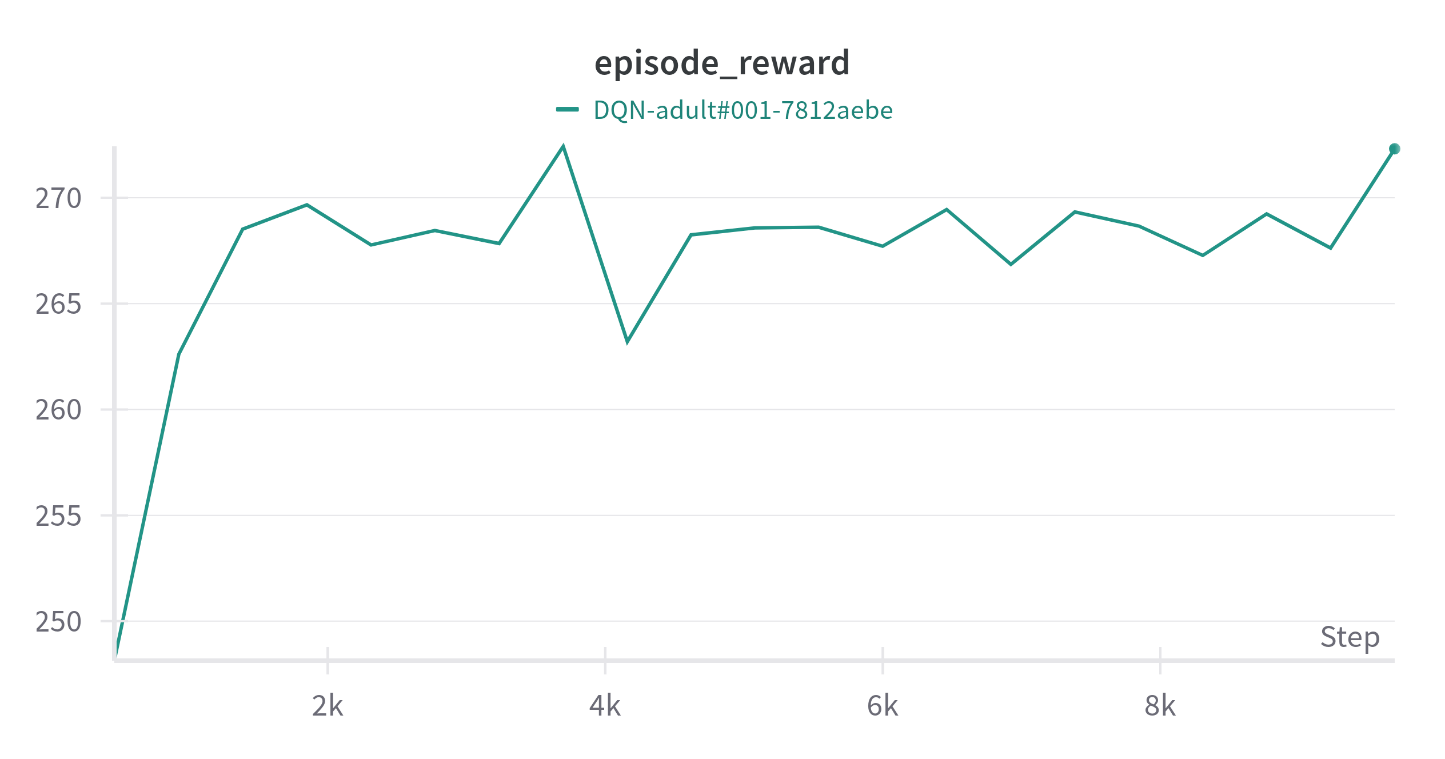 episode_reward
DQN-adult#001-7812aebe
270
265
260
255
250
Step
2k
4k
6k
8k